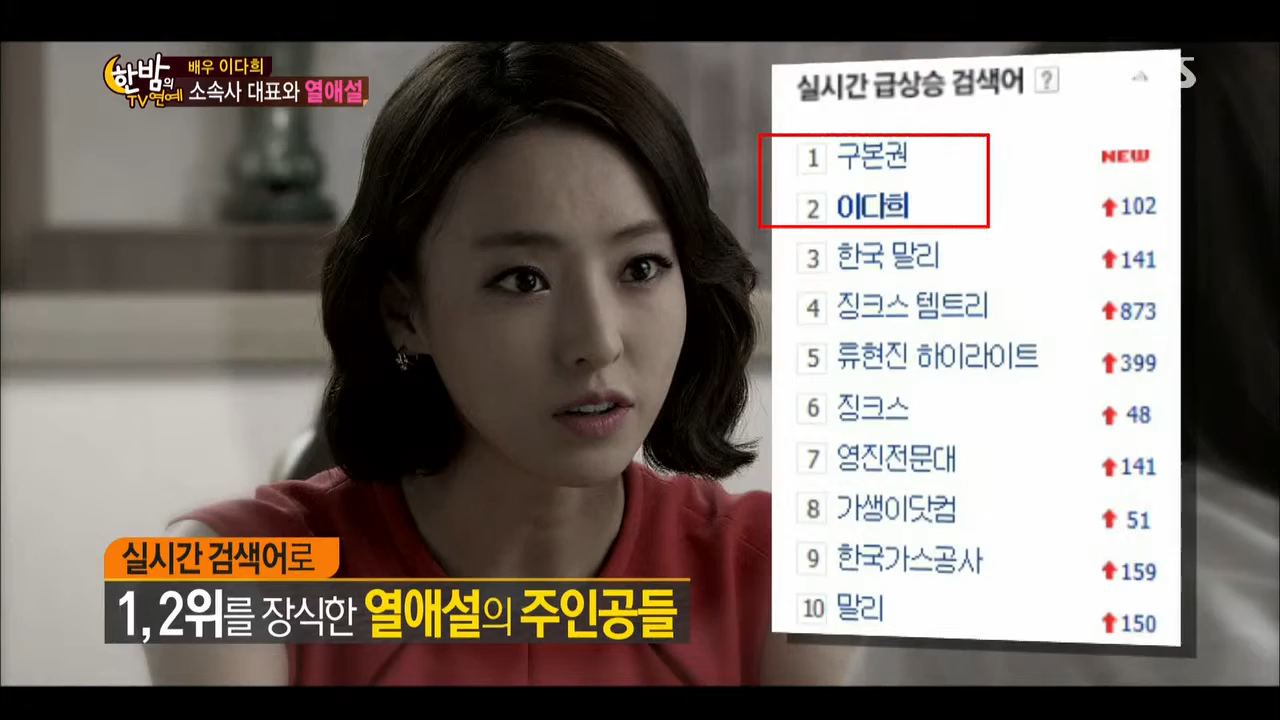 한밤의
TV연예
배우 이다희
소속사 대표와 열애설
S
실시간 급상승 검색어 ?
1 구본권 NEW
2 이다희 102
3 한국 말리 141
4 징크스 템트리 873
5 류현진 하이라이트 399
6 징크스 48
7 영진전문대 141
8 가생이닷컴 51
9 한국가스공사 159
10 말리 150
실시간 검색어로
1, 2위를 장식한 열애설의 주인공들